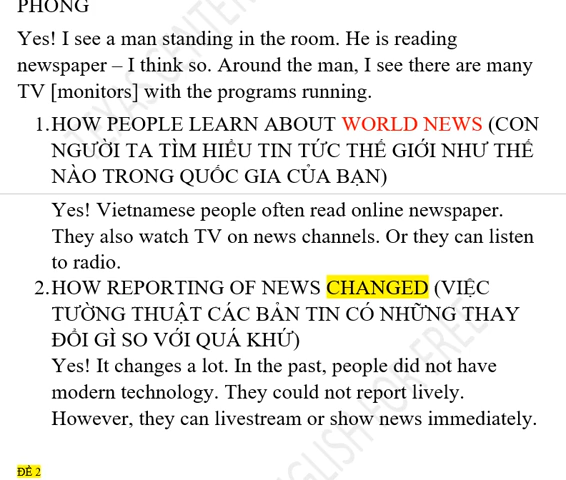 PHÒNG
Yes! I see a man standing in the room. He is reading
newspaper – I think so. Around the man, I see there are many
TV [monitors] with the programs running.
1. HOW PEOPLE LEARN ABOUT WORLD NEWS (CON
NGƯỜI TA TÌM HIỂU TIN TỨC THẾ GIỚI NHƯ THẾ
NÀO TRONG QUỐC GIA CỦA BẠN)
Yes! Vietnamese people often read online newspaper.
They also watch TV on news channels. Or they can listen
to radio.
2. HOW REPORTING OF NEWS CHANGED (VIỆC
TƯỜNG THUẬT CÁC BẢN TIN CÓ NHỮNG THAY
ĐỔI GÌ SO VỚI QUÁ KHỨ)
Yes! It changes a lot. In the past, people did not have
modern technology. They could not report lively.
However, they can livestream or show news immediately.
ĐỀ 2